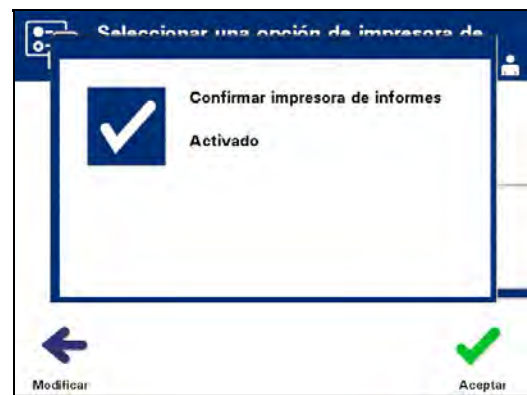 Seleccionar una opción de impresora de
Confirmar impresora de informes
Activado
Modificar
Aceptar